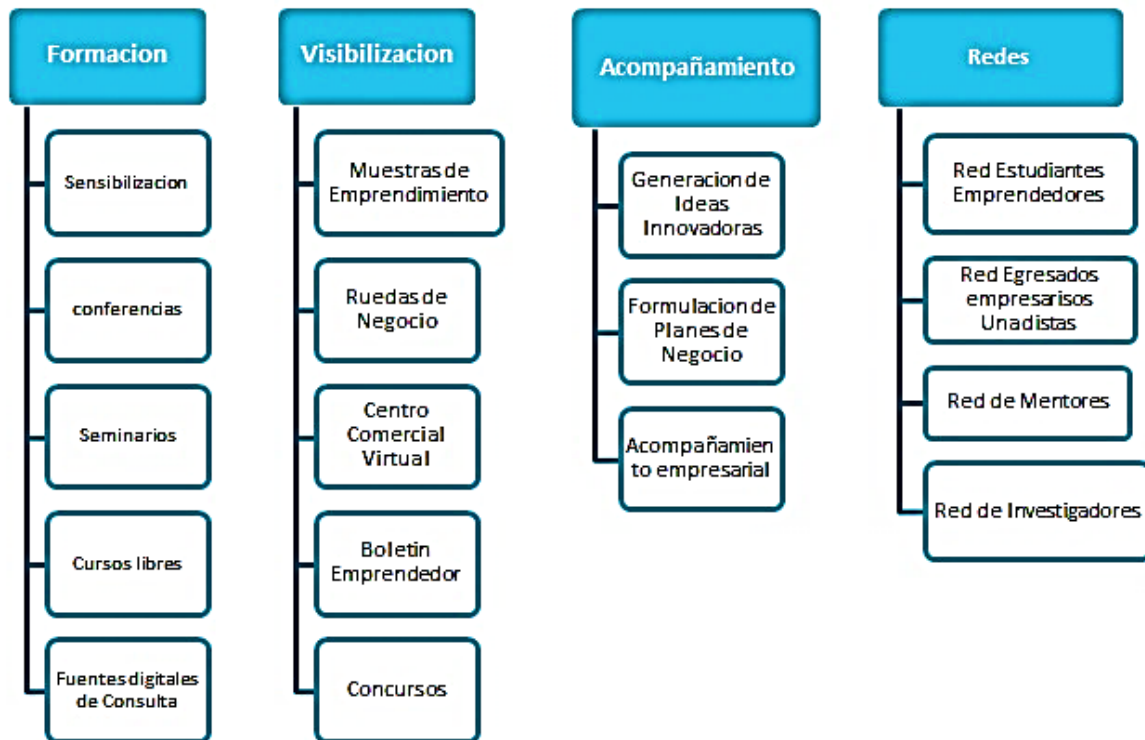 Formacion
Sensibilizacion
conferencias
Seminarios
Cursos libres
Fuentes digitales
de Consulta
Visibilizacion
Muestras de
Emprendimiento
Ruedas de
Negocio
Centro
Comercial
Virtual
Boletin
Emprendedor
Concursos
Acompañamiento
Generacion de
Ideas
Innovadoras
Formulacion de
Planes de
Negocio
Acompañamien
to empresarial
Redes
Red Estudiantes
Emprendedores
Red Egresados
empresarisos
Unadistas
Red de Mentores
Red de Investigadores